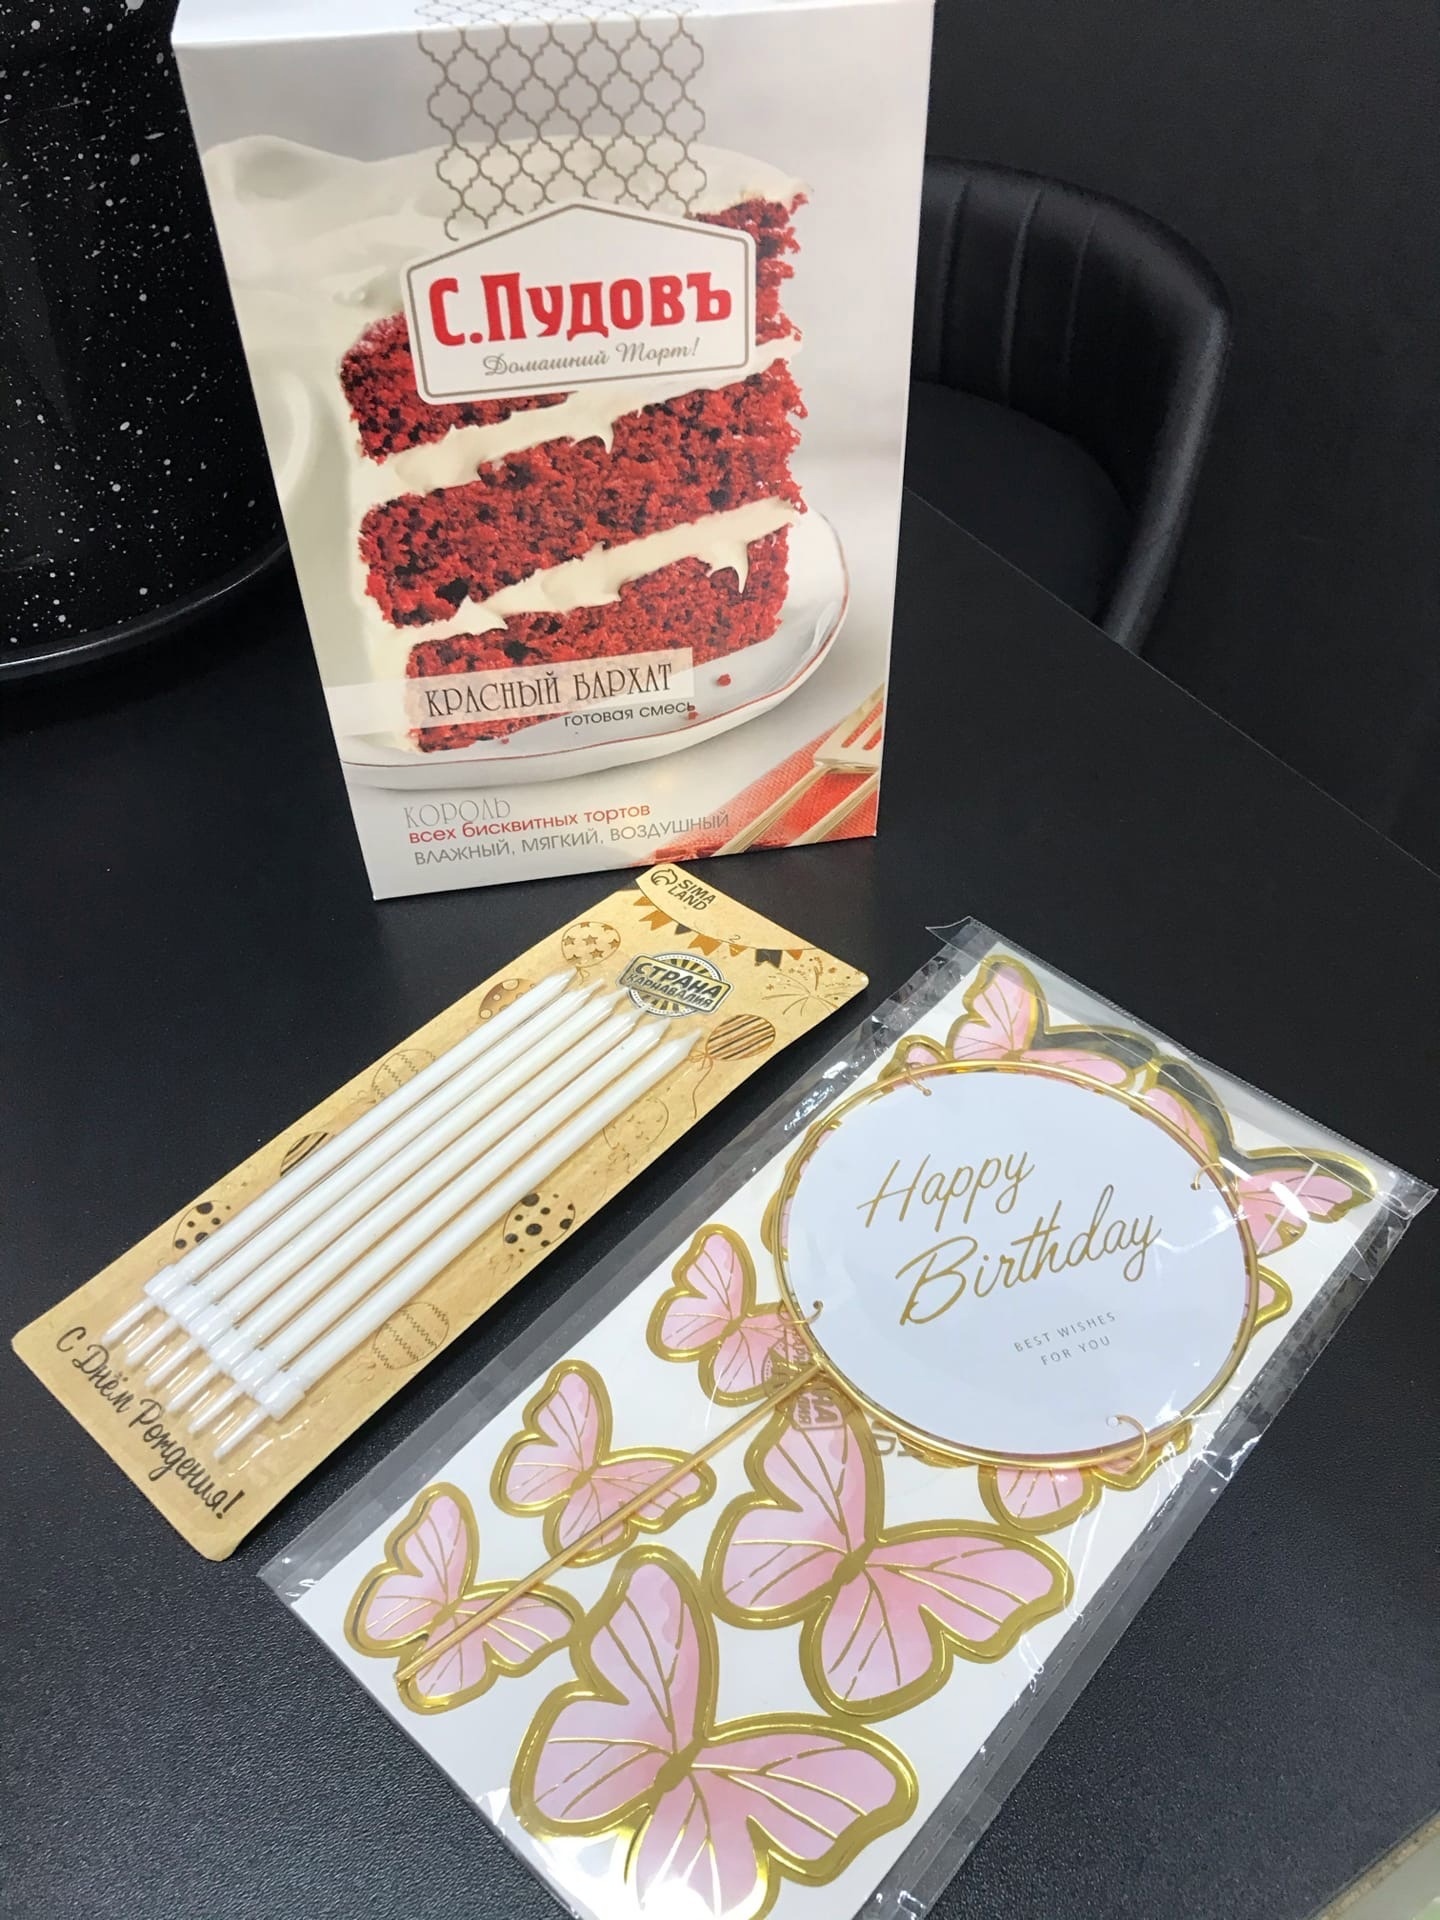 С.ПудовЪ
Домашний Торт!
КРАСНЫЙ БАРХАТ
готовая смесь
КОРОЛЬ
всех бисквитных тортов
ВЛАЖНЫЙ, МЯГКИЙ, ВОЗДУШНЫЙ
SIMA
LAND
СТРАНА
КАРНАВАЛИЯ
С Днём Рождения!
Happy
Birthday
BEST WISHES
FOR YOU